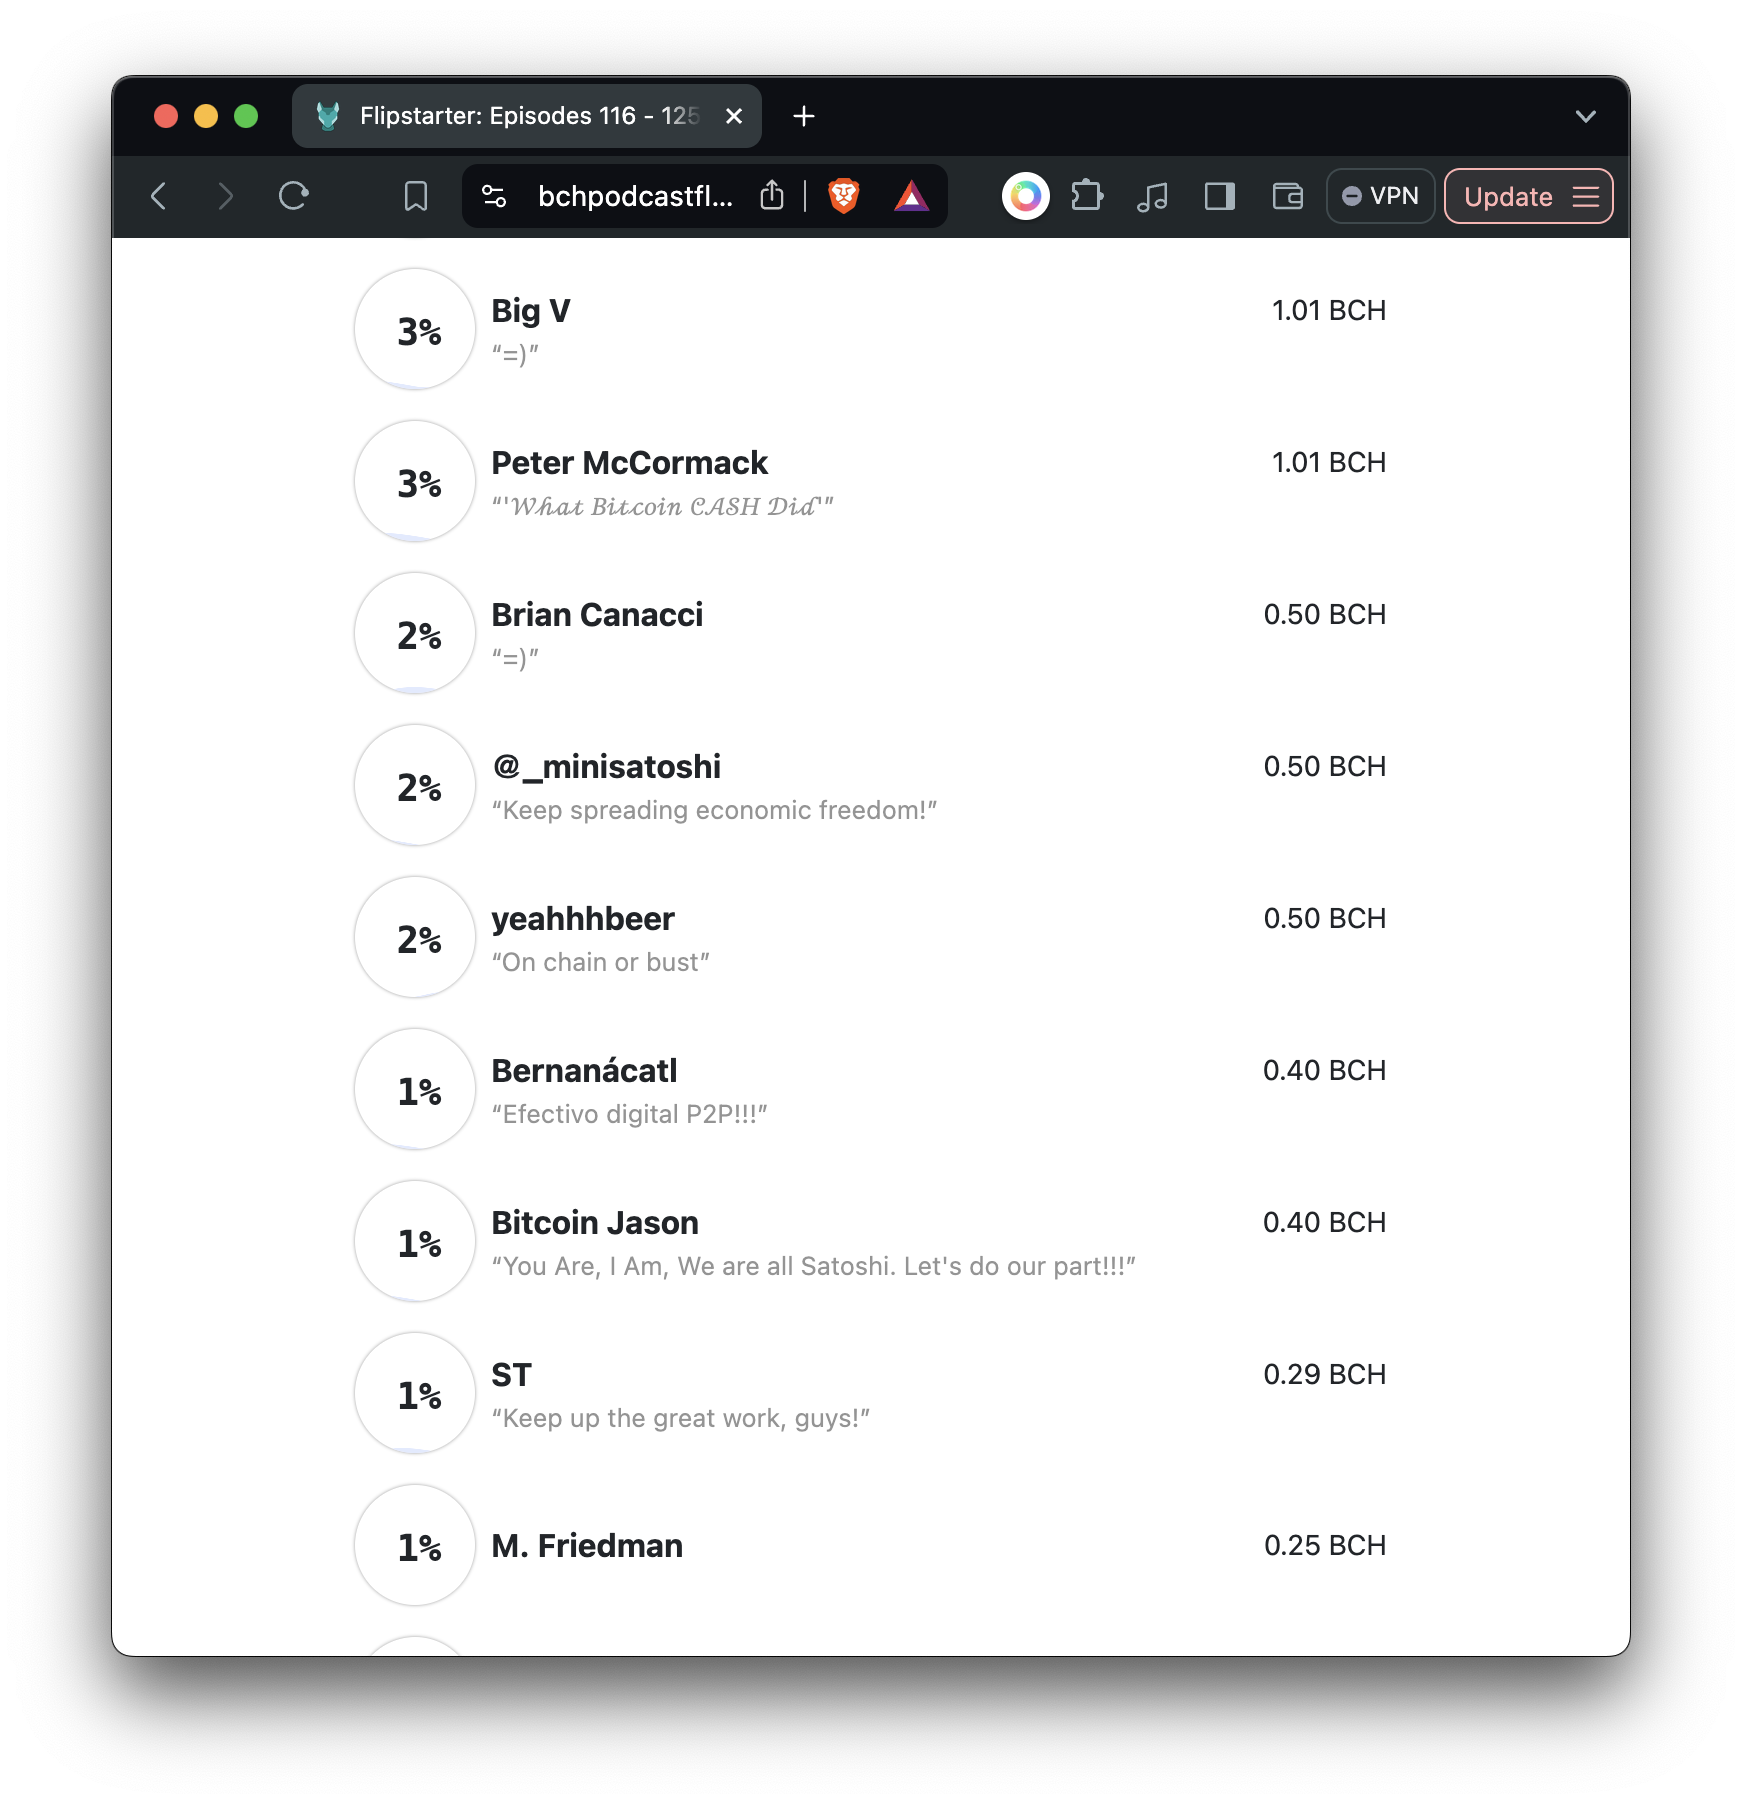 Flipstarter: Episodes 116 - 125
bchpodcastfl...
VPN
Update
3%
Big V
1.01 BCH
“=)”
3%
Peter McCormack
1.01 BCH
“'𝓦𝓱𝓪𝓽 𝓑𝓲𝓽𝓬𝓸𝓲𝓷 𝓒𝓐𝓢𝓗 𝓓𝓲𝓭'”
2%
Brian Canacci
0.50 BCH
“=)”
2%
@_minisatoshi
0.50 BCH
“Keep spreading economic freedom!”
2%
yeahhhbeer
0.50 BCH
“On chain or bust”
1%
Bernanácatl
0.40 BCH
“Efectivo digital P2P!!!”
1%
Bitcoin Jason
0.40 BCH
“You Are, I Am, We are all Satoshi. Let's do our part!!!”
1%
ST
0.29 BCH
“Keep up the great work, guys!”
1%
M. Friedman
0.25 BCH